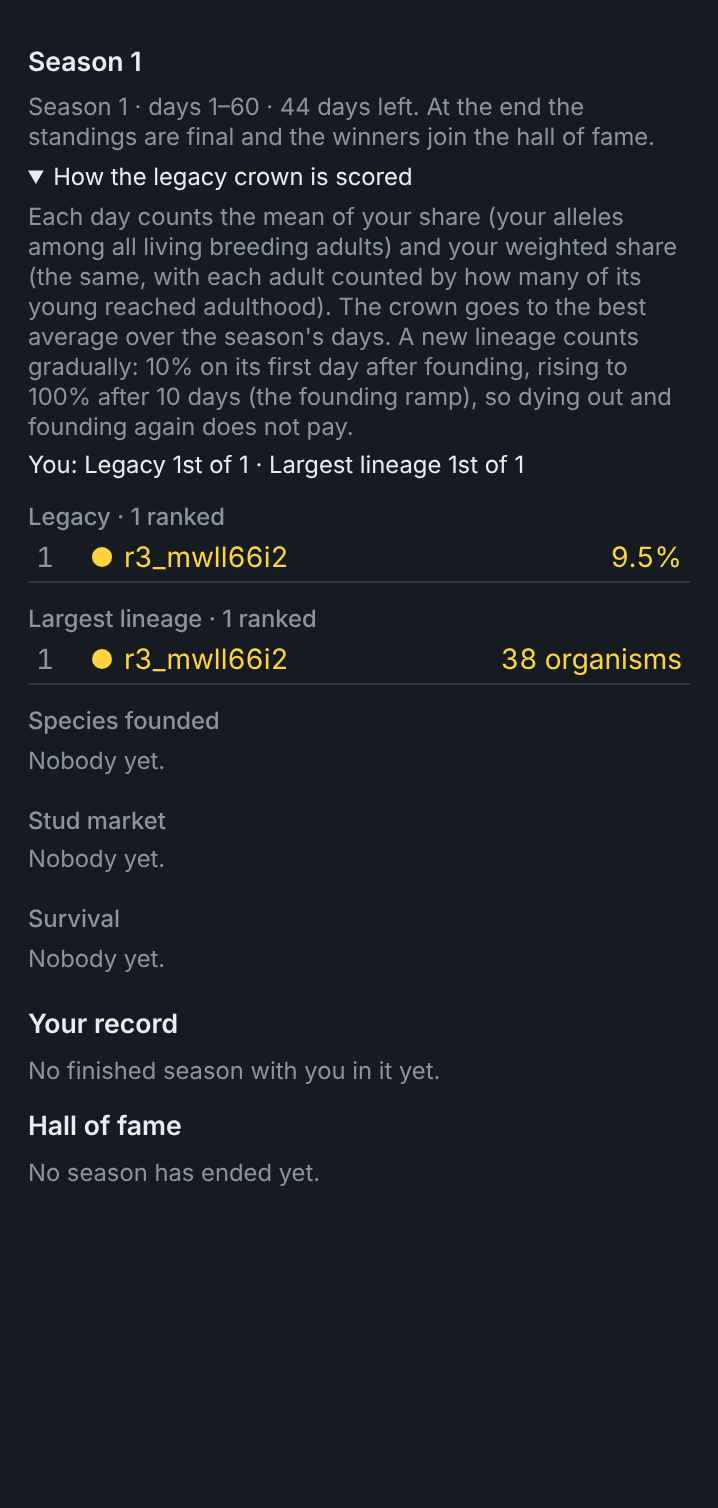 Season 1
Season 1 · days 1–60 · 44 days left. At the end the
standings are final and the winners join the hall of fame.
▼ How the legacy crown is scored
Each day counts the mean of your share (your alleles
among all living breeding adults) and your weighted share
(the same, with each adult counted by how many of its
young reached adulthood). The crown goes to the best
average over the season's days. A new lineage counts
gradually: 10% on its first day after founding, rising to
100% after 10 days (the founding ramp), so dying out and
founding again does not pay.
You: Legacy 1st of 1 · Largest lineage 1st of 1
Legacy · 1 ranked
1 r3_mwll66i2 9.5%
Largest lineage · 1 ranked
1 r3_mwll66i2 38 organisms
Species founded
Nobody yet.
Stud market
Nobody yet.
Survival
Nobody yet.
Your record
No finished season with you in it yet.
Hall of fame
No season has ended yet.